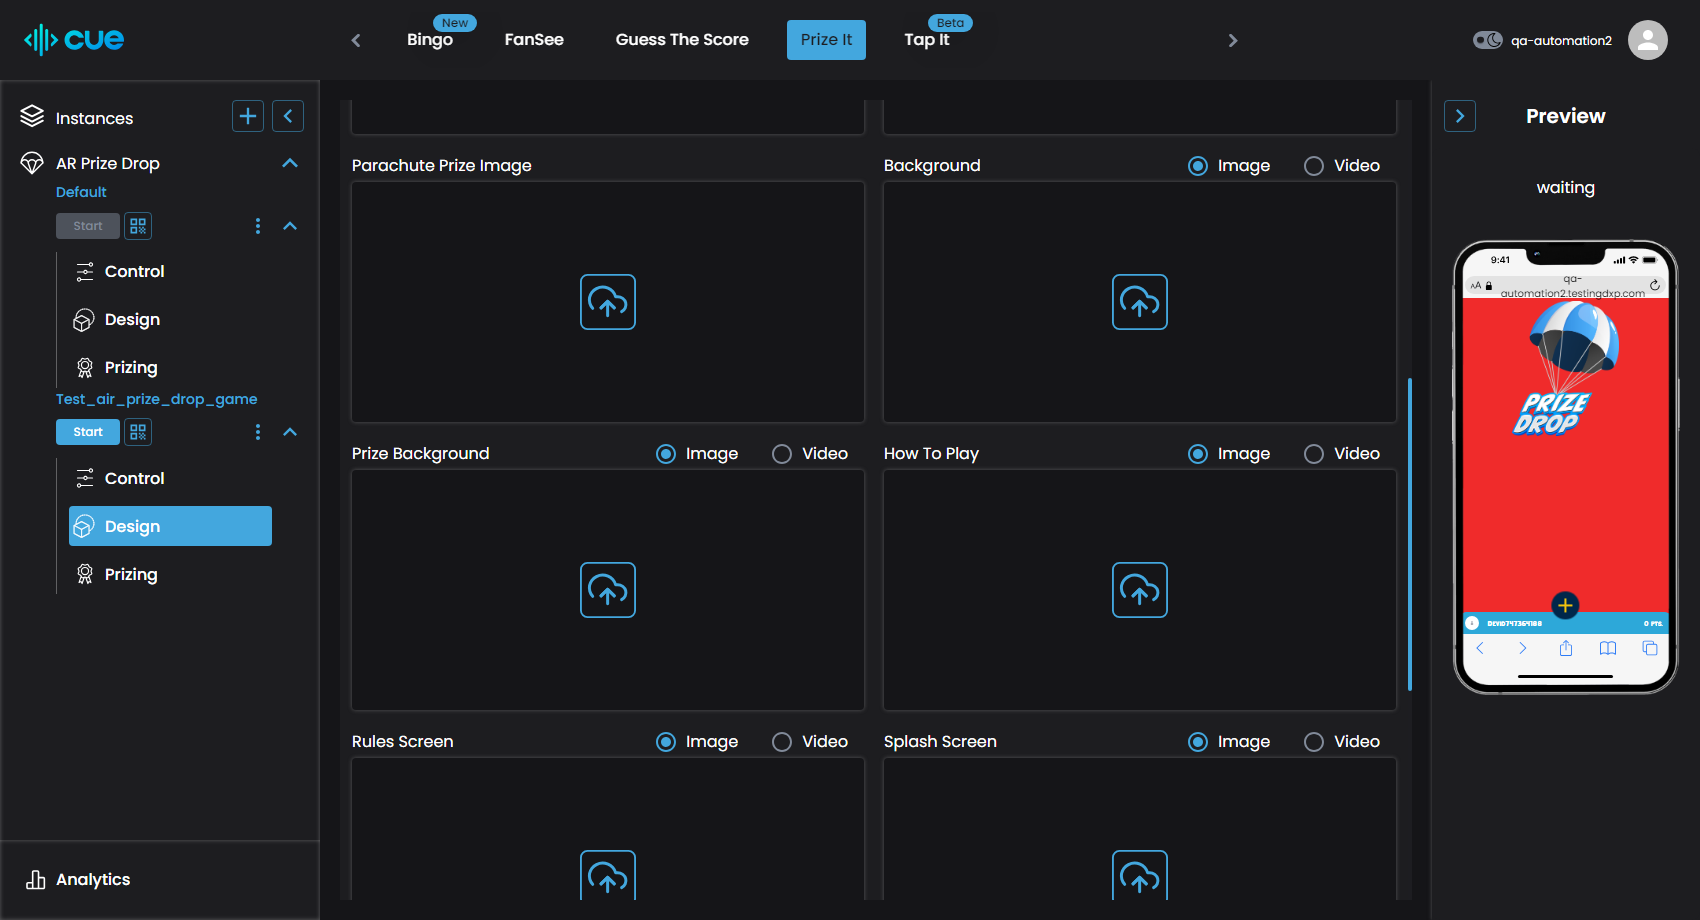 cue
Bingo
New
FanSee
Guess The Score
Prize It
Tap It
Beta
qa-automation2
Instances
AR Prize Drop
Default
Start
Control
Design
Prizing
Test_air_prize_drop_game
Start
Control
Design
Prizing
Analytics
Parachute Prize Image
Background
Image
Video
Prize Background
Image
Video
How To Play
Image
Video
Rules Screen
Image
Video
Splash Screen
Image
Video
Preview
waiting
9:41
AA
qa-
automation2.testingdxp.com
PRIZE
DROP
0 PTS.